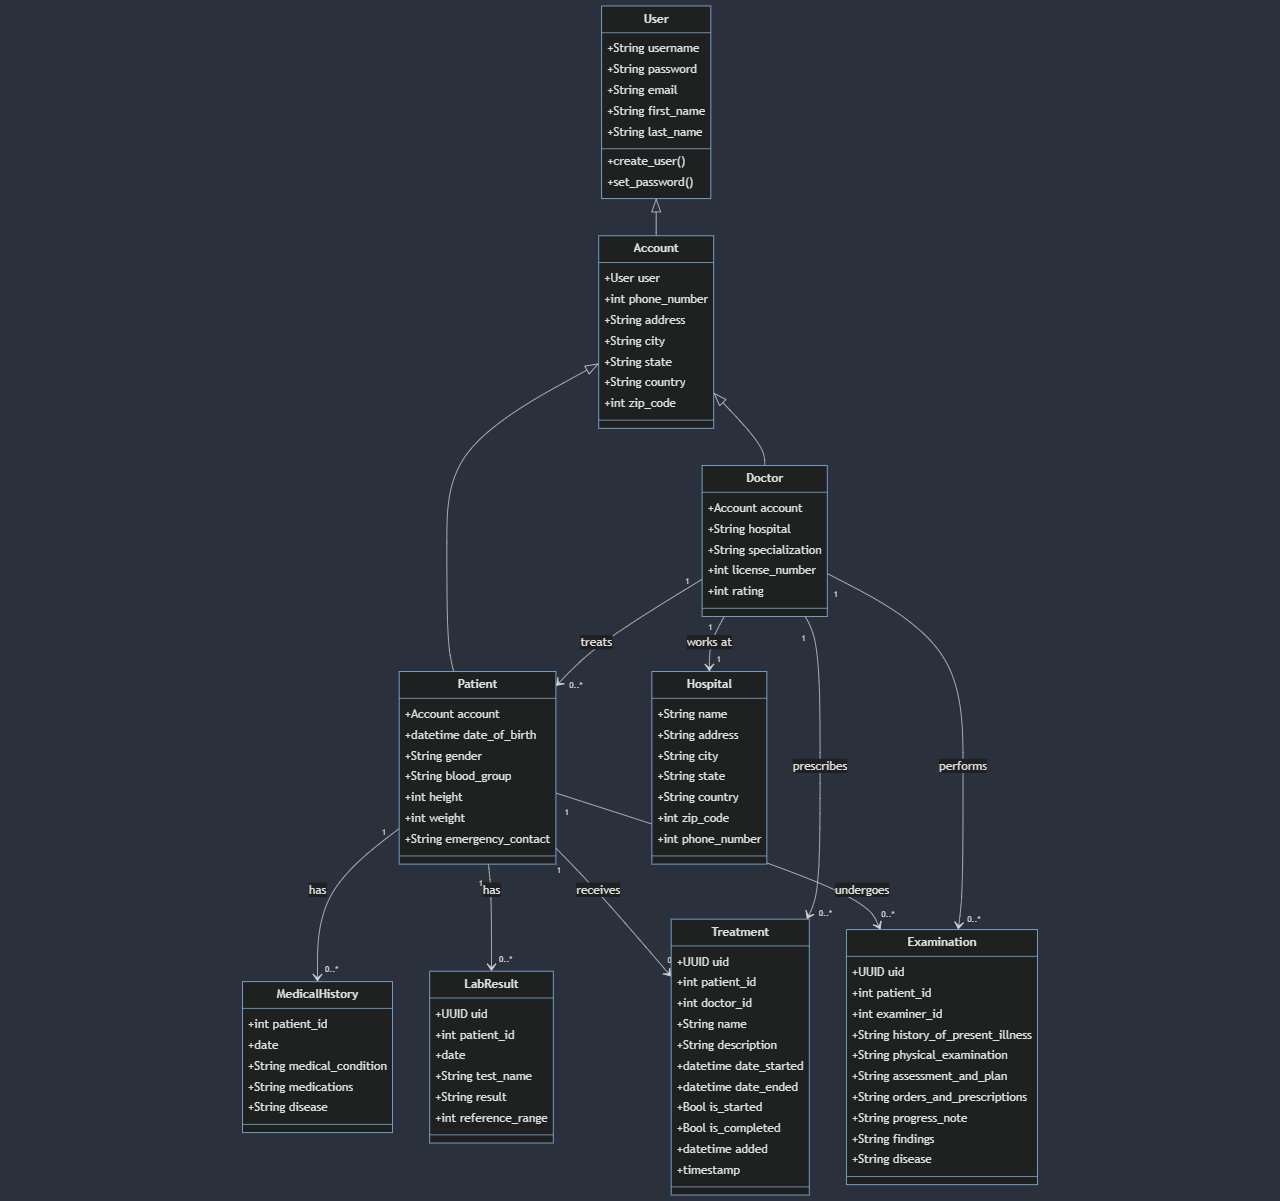 User
+String username
+String password
+String email
+String first_name
+String last_name
+create_user()
+set_password()
Account
+User user
+int phone_number
+String address
+String city
+String state
+String country
+int zip_code
Doctor
+Account account
+String hospital
+String specialization
+int license_number
+int rating
1
1
1
1
treats
works at
1
0..*
Patient
+Account account
+datetime date_of_birth
+String gender
+String blood_group
+int height
+int weight
+String emergency_contact
Hospital
+String name
+String address
+String city
+String state
+String country
+int zip_code
+int phone_number
prescribes
performs
1
1
1
1
has
has
receives
undergoes
0..*
0..*
0..*
0..*
0..*
MedicalHistory
+int patient_id
+date
+String medical_condition
+String medications
+String disease
LabResult
+UUID uid
+int patient_id
+date
+String test_name
+String result
+int reference_range
Treatment
+UUID uid
+int patient_id
+int doctor_id
+String name
+String description
+datetime date_started
+datetime date_ended
+Bool is_started
+Bool is_completed
+datetime added
+timestamp
Examination
+UUID uid
+int patient_id
+int examiner_id
+String history_of_present_illness
+String physical_examination
+String assessment_and_plan
+String orders_and_prescriptions
+String progress_note
+String findings
+String disease